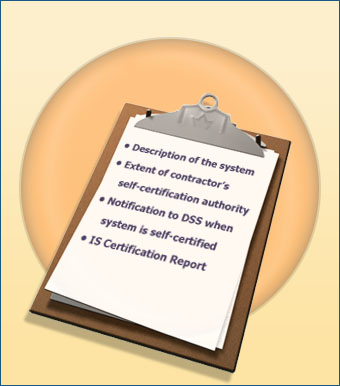 • Description of the system
• Extent of contractor's
self-certification authority
• Notification to DSS when
system is self-certified
• IS Certification Report